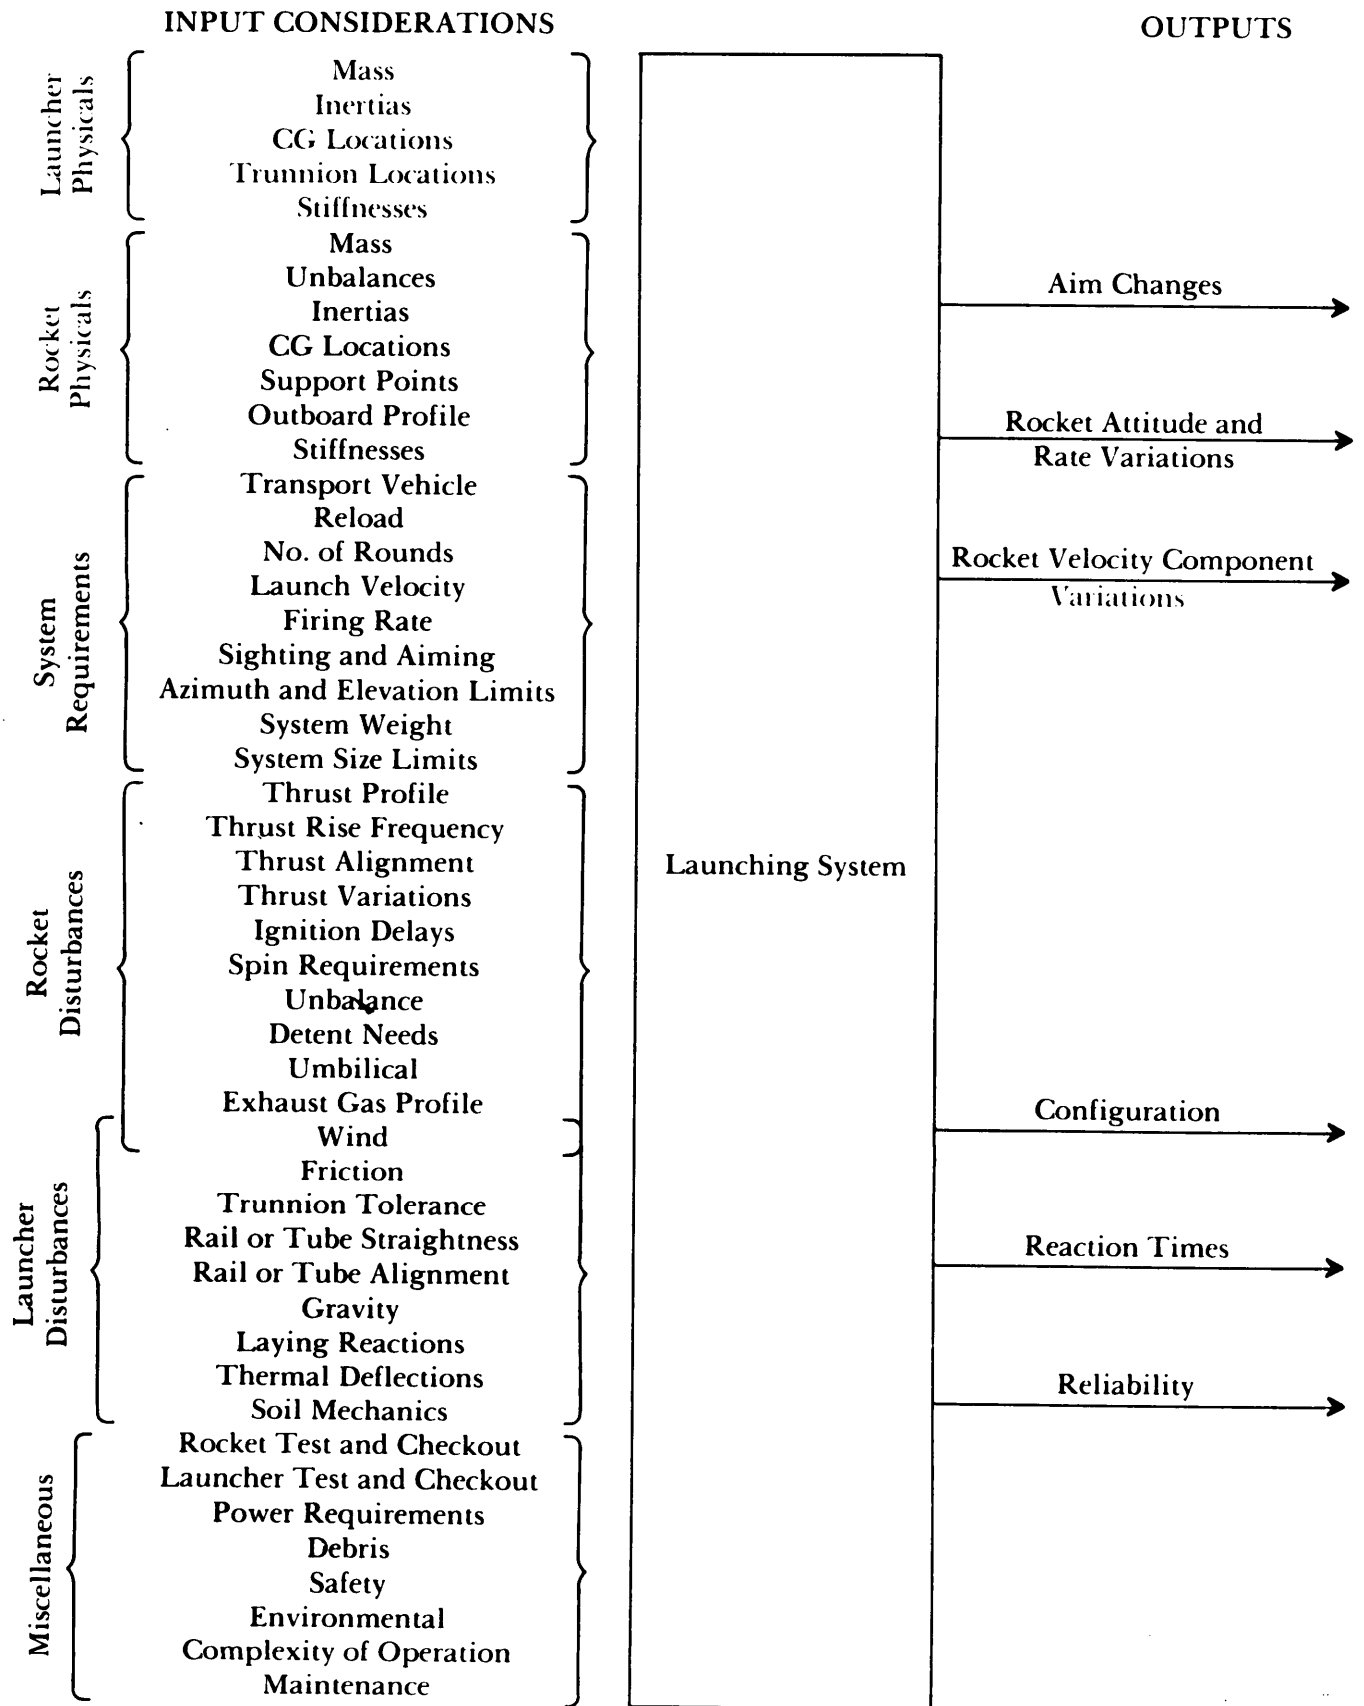 INPUT CONSIDERATIONS
OUTPUTS
Launcher
Physicals
Mass
Inertias
CG Locations
Trunnion Locations
Stiffnesses
Rocket
Physicals
Mass
Unbalances
Inertias
CG Locations
Support Points
Outboard Profile
Stiffnesses
System
Requirements
Transport Vehicle
Reload
No. of Rounds
Launch Velocity
Firing Rate
Sighting and Aiming
Azimuth and Elevation Limits
System Weight
System Size Limits
Rocket
Disturbances
Thrust Profile
Thrust Rise Frequency
Thrust Alignment
Thrust Variations
Ignition Delays
Spin Requirements
Unbalance
Detent Needs
Umbilical
Exhaust Gas Profile
Wind
Launcher
Disturbances
Friction
Trunnion Tolerance
Rail or Tube Straightness
Rail or Tube Alignment
Gravity
Laying Reactions
Thermal Deflections
Soil Mechanics
Miscellaneous
Rocket Test and Checkout
Launcher Test and Checkout
Power Requirements
Debris
Safety
Environmental
Complexity of Operation
Maintenance
Launching System
Aim Changes
Rocket Attitude and
Rate Variations
Rocket Velocity Component
Variations
Configuration
Reaction Times
Reliability